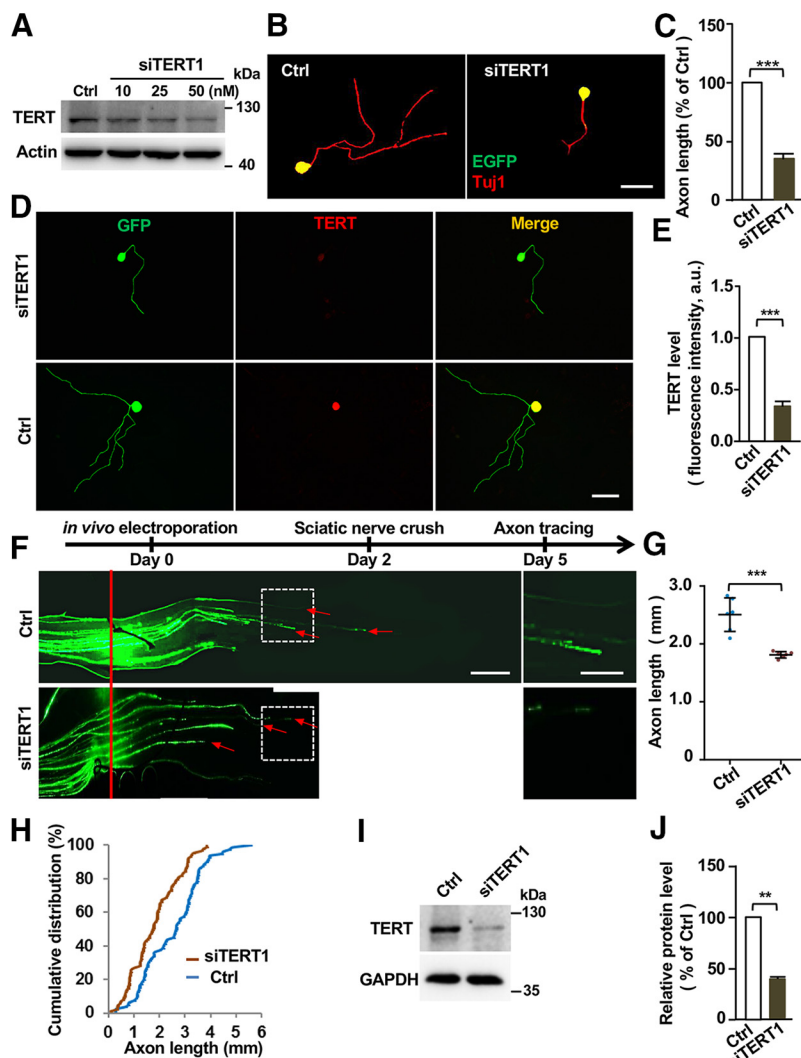 A
siTERT1
kDa
Ctrl 10 25 50 (nM)
130
TERT
Actin
40
B
Ctrl
siTERT1
EGFP
Tuj1
C
Axon length (% of Ctrl )
150
100
50
0
***
Ctrl
siTERT1
D
GFP
TERT
Merge
siTERT1
Ctrl
E
TERT level
( fluorescence intensity, a.u.)
1.5
1.0
0.5
0.0
***
Ctrl
siTERT1
F
in vivo electroporation Sciatic nerve crush Axon tracing
Day 0 Day 2 Day 5
Ctrl
siTERT1
G
Axon length ( mm )
3.0
2.0
1.0
0
***
Ctrl
siTERT1
H
Cumulative distribution (%)
100
80
60
40
20
0
siTERT1
Ctrl
0 1 2 3 4 5 6
Axon length (mm)
I
Ctrl
siTERT1
kDa
130
TERT
GAPDH
35
J
Relative protein level
( % of Ctrl )
150
100
50
0
**
Ctrl
siTERT1